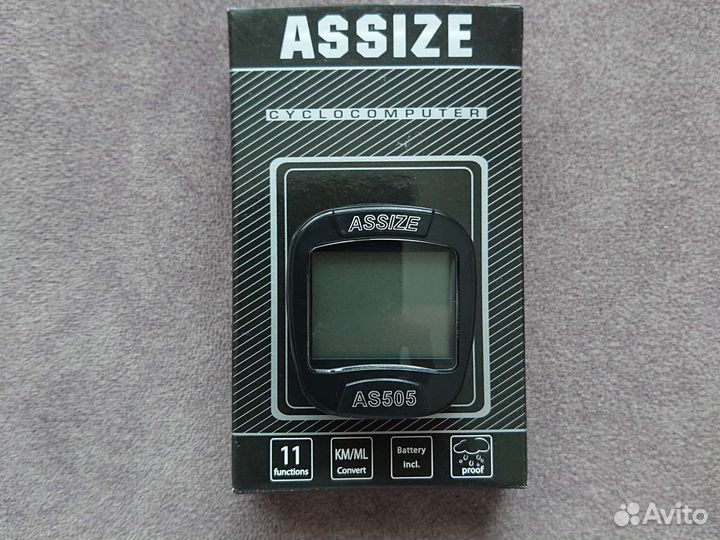 ASSIZE
CYCLOCOMPUTER
ASSIZE
AS505
11
functions
KM/ML
Convert
Battery
incl.
proof
Avito